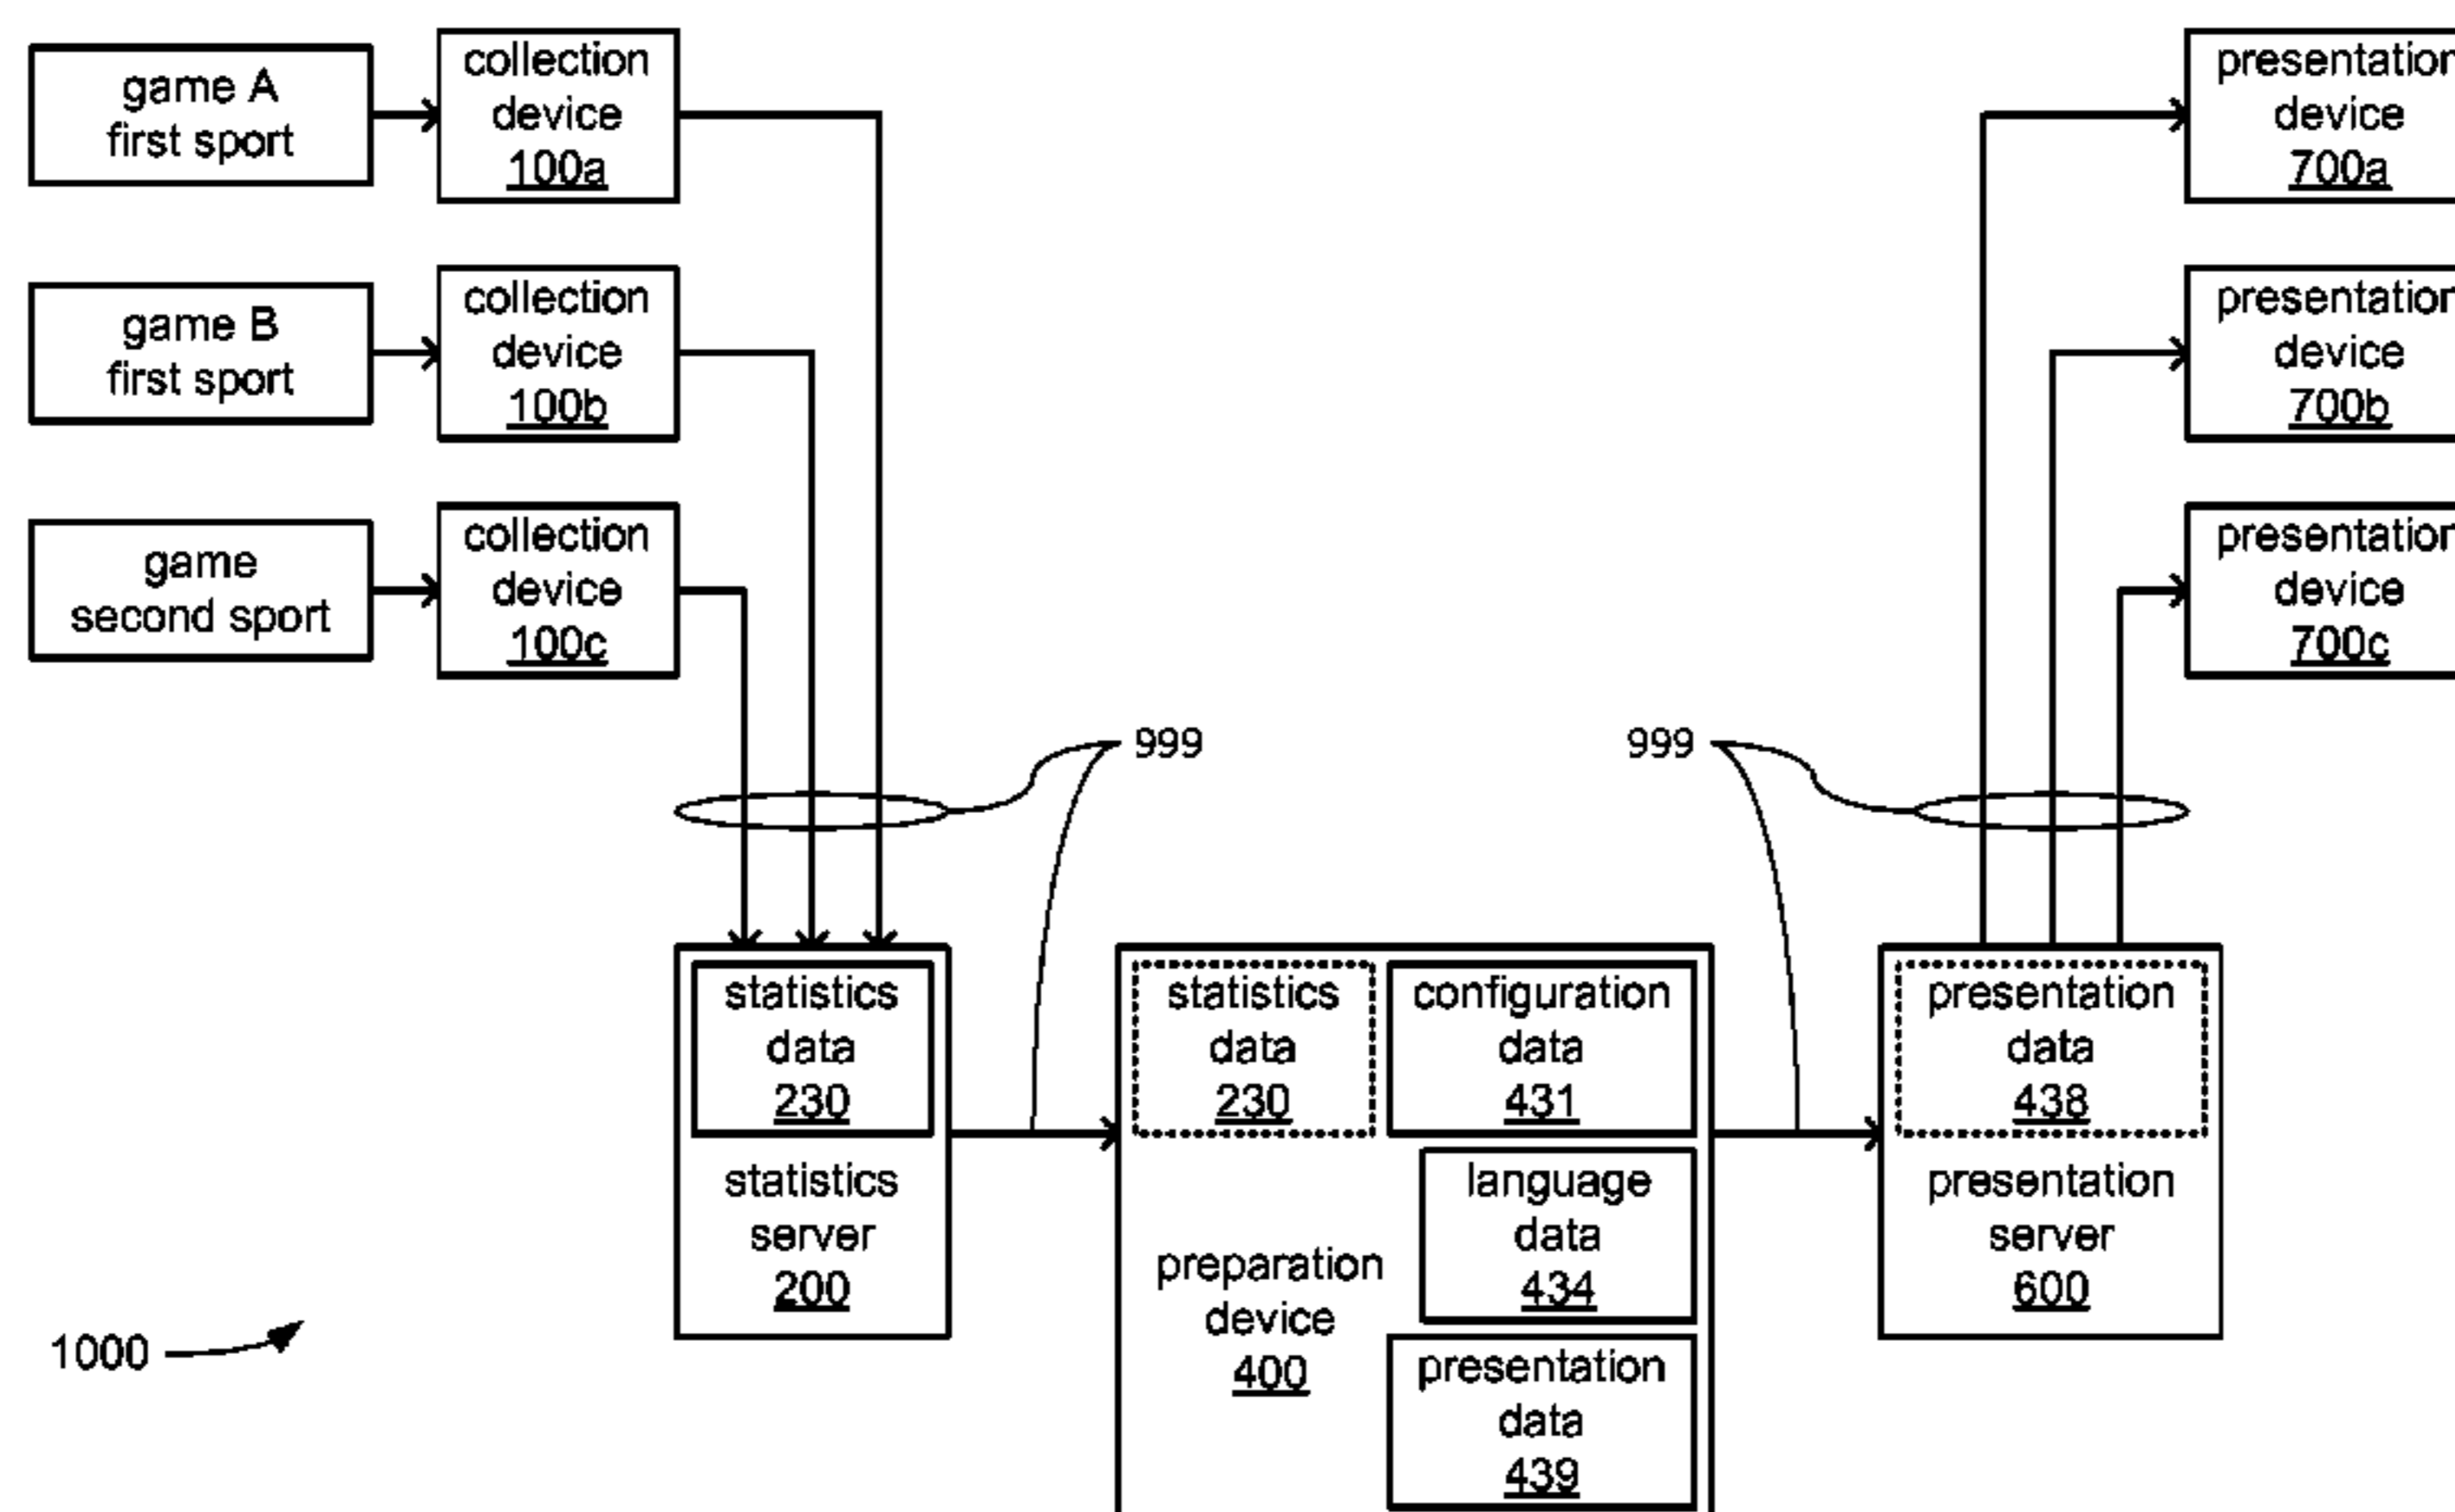 game A
first sport
collection
device
100a
presentation
device
700a
game B
first sport
collection
device
100b
presentation
device
700b
game
second sport
collection
device
100c
presentation
device
700c
999
999
statistics
data
230
statistics
server
200
statistics
data
230
configuration
data
431
language
data
434
preparation
device
400
presentation
data
439
presentation
data
438
presentation
server
600
1000